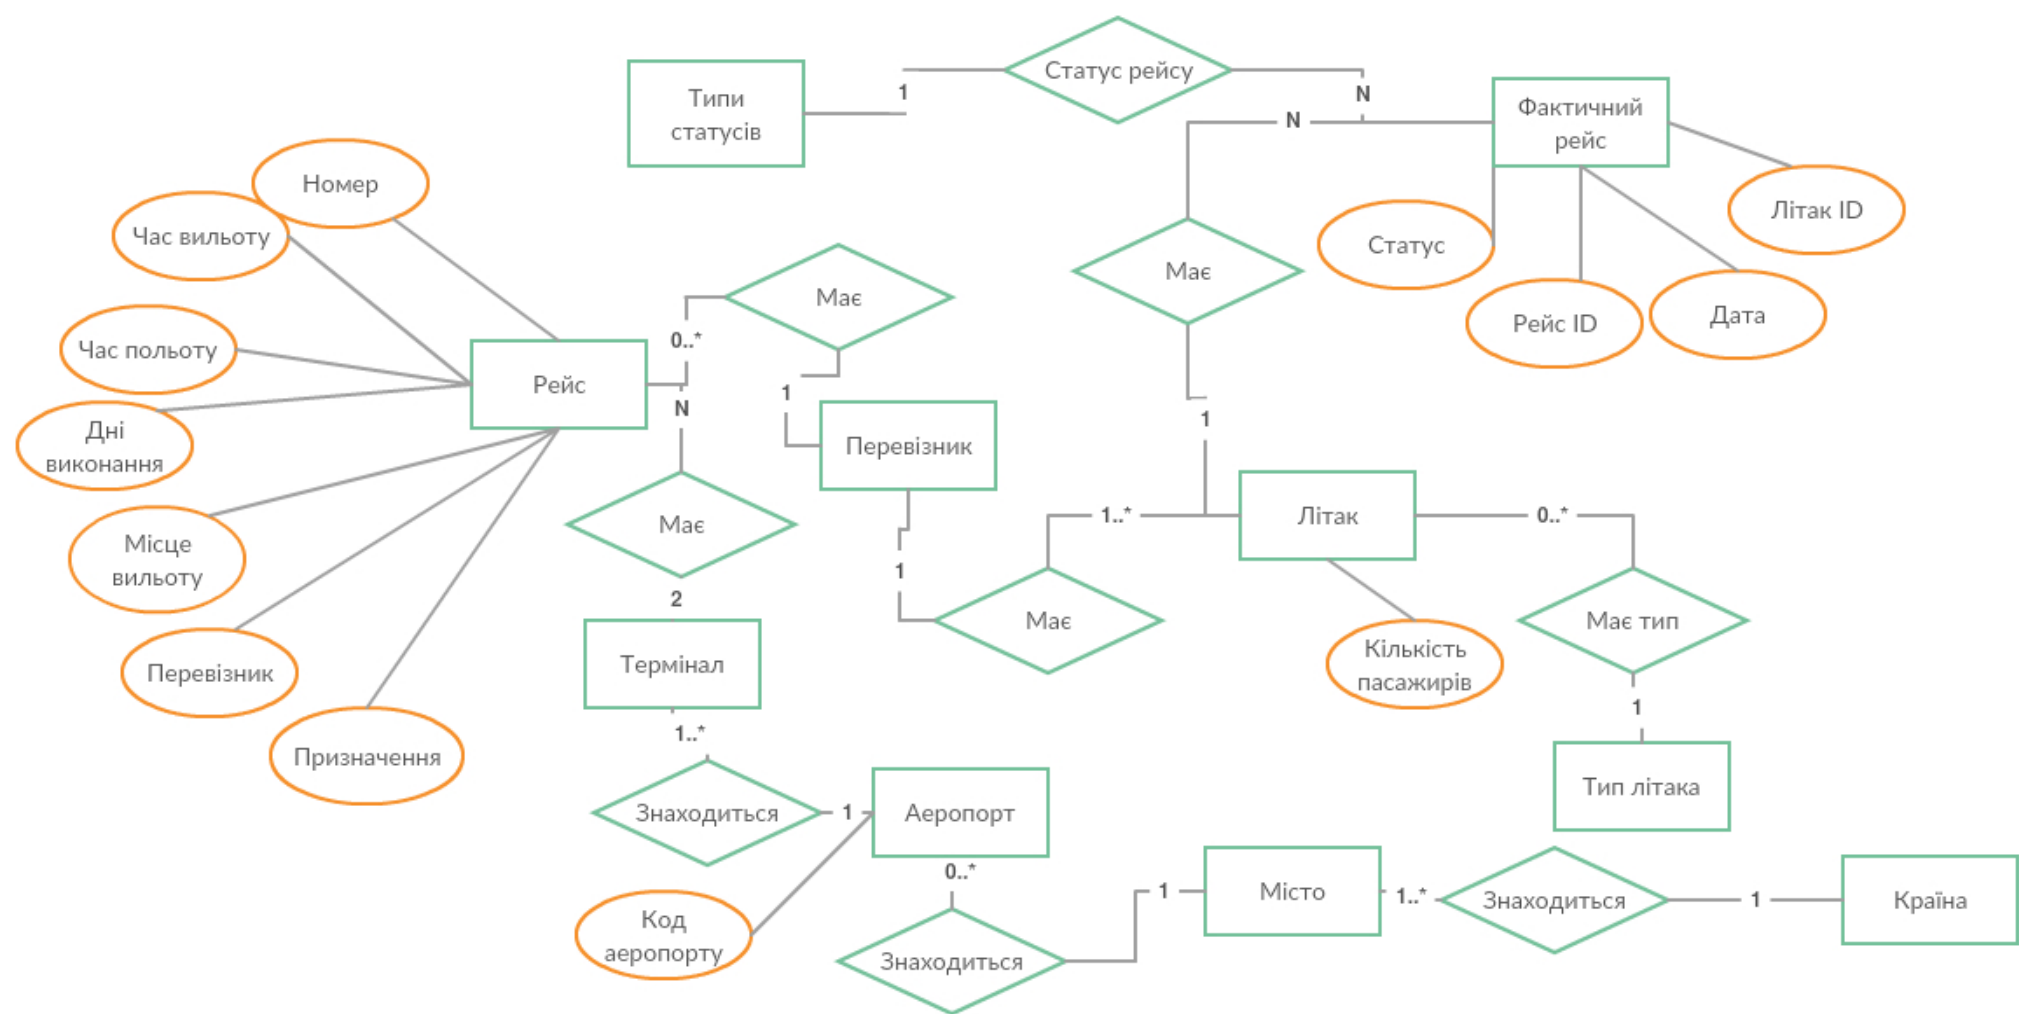 Статус рейсу
Типи
статусів
1
N
Фактичний
рейс
N
Номер
Час вильоту
Літак ID
Статус
Має
Має
Рейс ID
Дата
0..*
Час польоту
Рейс
1
N
1
Дні
виконання
Перевізник
Має
1..*
Літак
0..*
Місце
вильоту
1
2
Має
Має тип
Термінал
Кількість
пасажирів
Перевізник
1
1..*
Призначення
Тип літака
Знаходиться
1
Аеропорт
0..*
1
Місто
1..*
Знаходиться
1
Країна
Код
аеропорту
Знаходиться